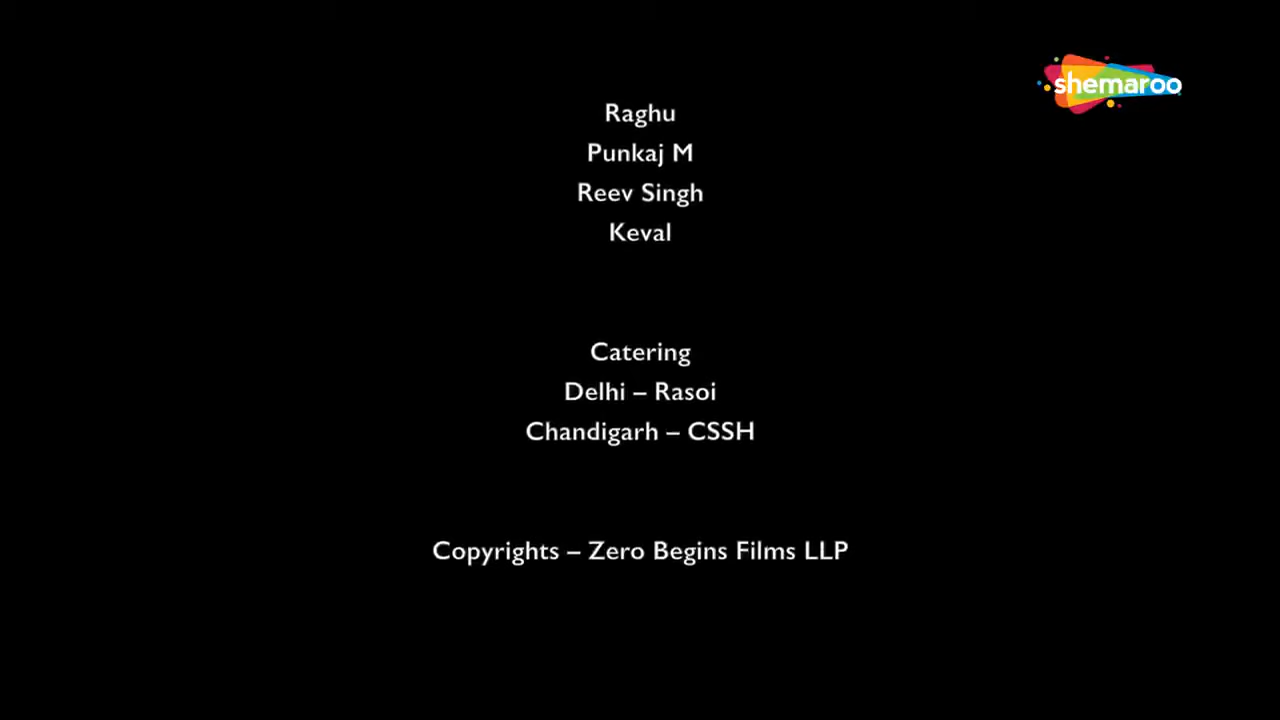 shemaroo
Raghu
Punkaj M
Reev Singh
Keval
Catering
Delhi – Rasoi
Chandigarh – CSSH
Copyrights – Zero Begins Films LLP